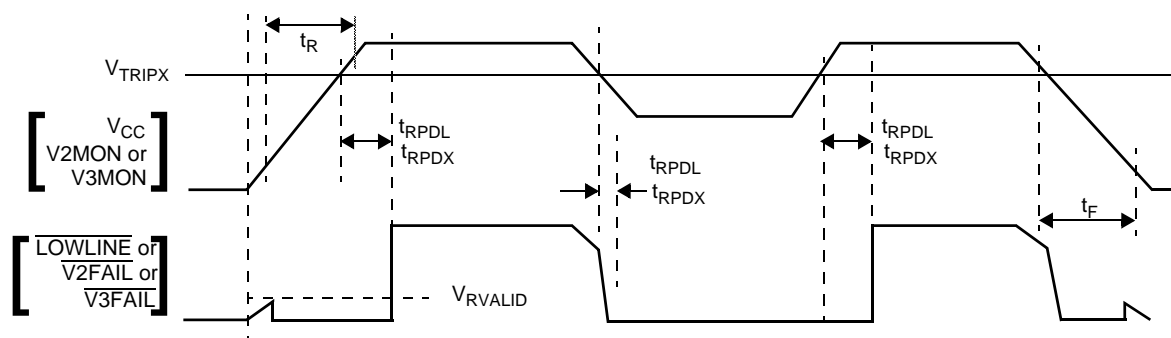 tR
VTRIPX
VCC
V2MON or
V3MON
tRPDL
tRPDX
tRPDL
tRPDX
tRPDL
tRPDX
tF
LOWLINE or
V2FAIL or
V3FAIL
VRVALID